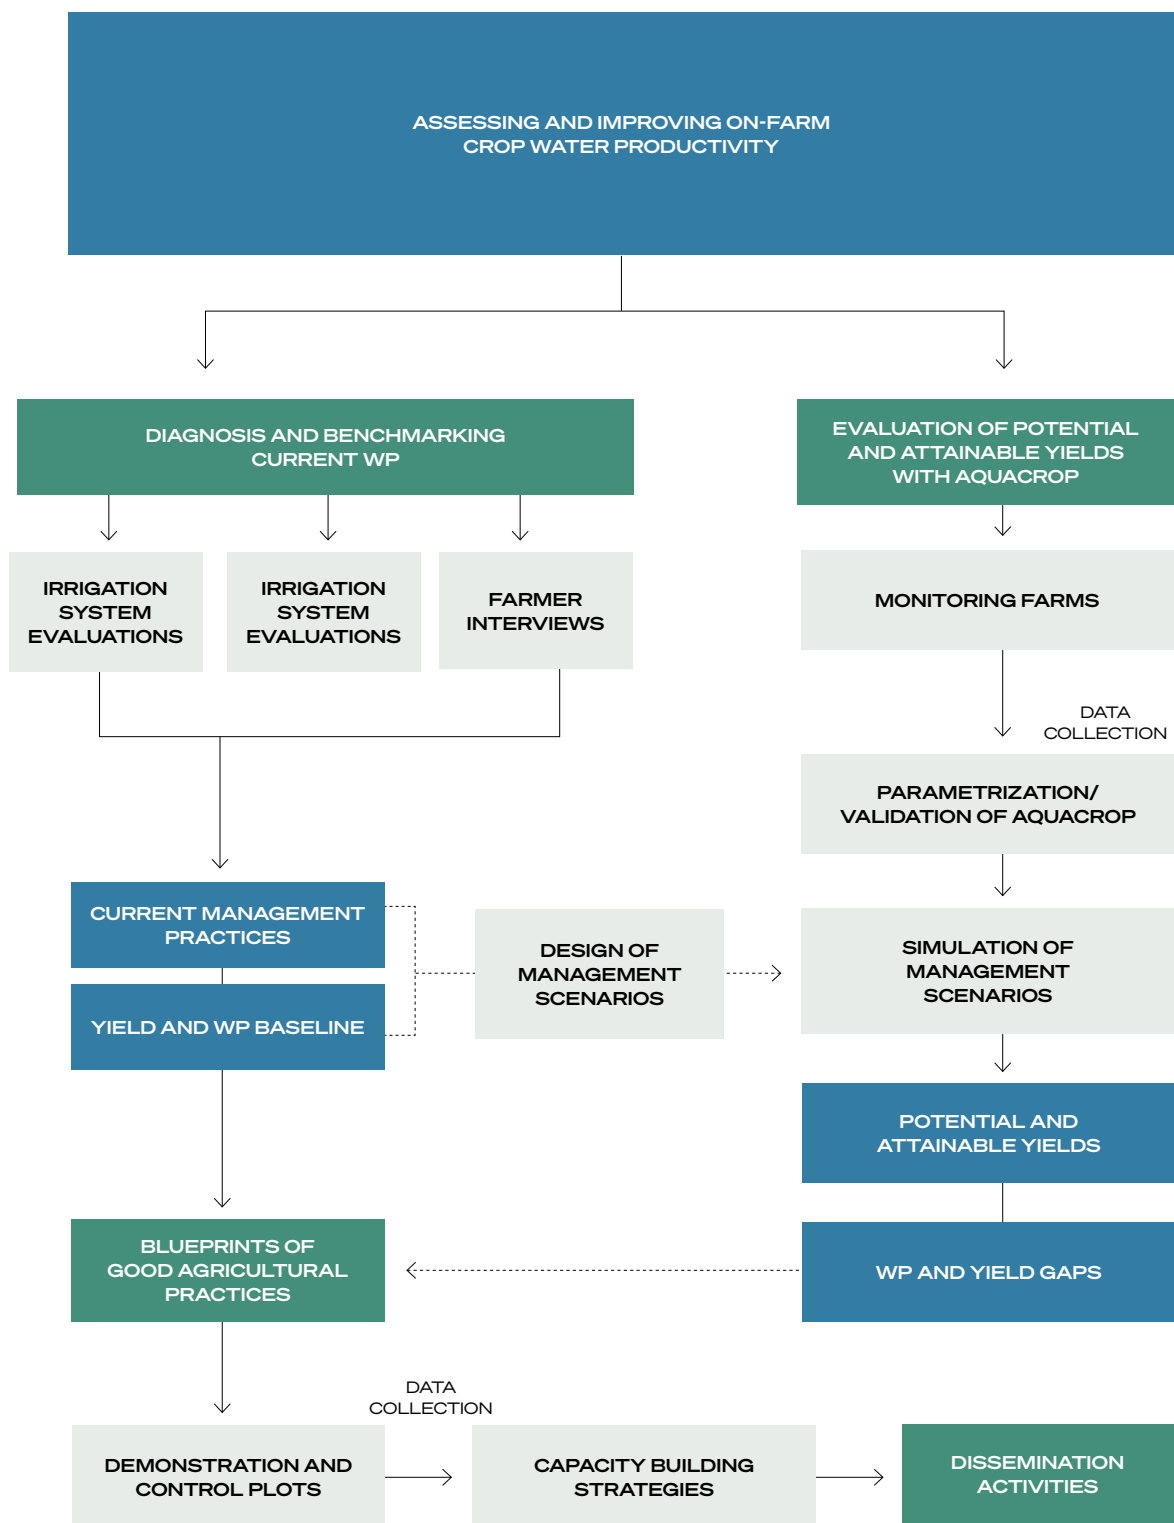 ASSESSING AND IMPROVING ON-FARM
CROP WATER PRODUCTIVITY
DIAGNOSIS AND BENCHMARKING
CURRENT WP
EVALUATION OF POTENTIAL
AND ATTAINABLE YIELDS
WITH AQUACROP
IRRIGATION
SYSTEM
EVALUATIONS
IRRIGATION
SYSTEM
EVALUATIONS
FARMER
INTERVIEWS
MONITORING FARMS
DATA
COLLECTION
PARAMETRIZATION/
VALIDATION OF AQUACROP
CURRENT MANAGEMENT
PRACTICES
YIELD AND WP BASELINE
DESIGN OF
MANAGEMENT
SCENARIOS
SIMULATION OF
MANAGEMENT
SCENARIOS
POTENTIAL AND
ATTAINABLE YIELDS
BLUEPRINTS OF
GOOD AGRICULTURAL
PRACTICES
WP AND YIELD GAPS
DATA
COLLECTION
DEMONSTRATION AND
CONTROL PLOTS
CAPACITY BUILDING
STRATEGIES
DISSEMINATION
ACTIVITIES